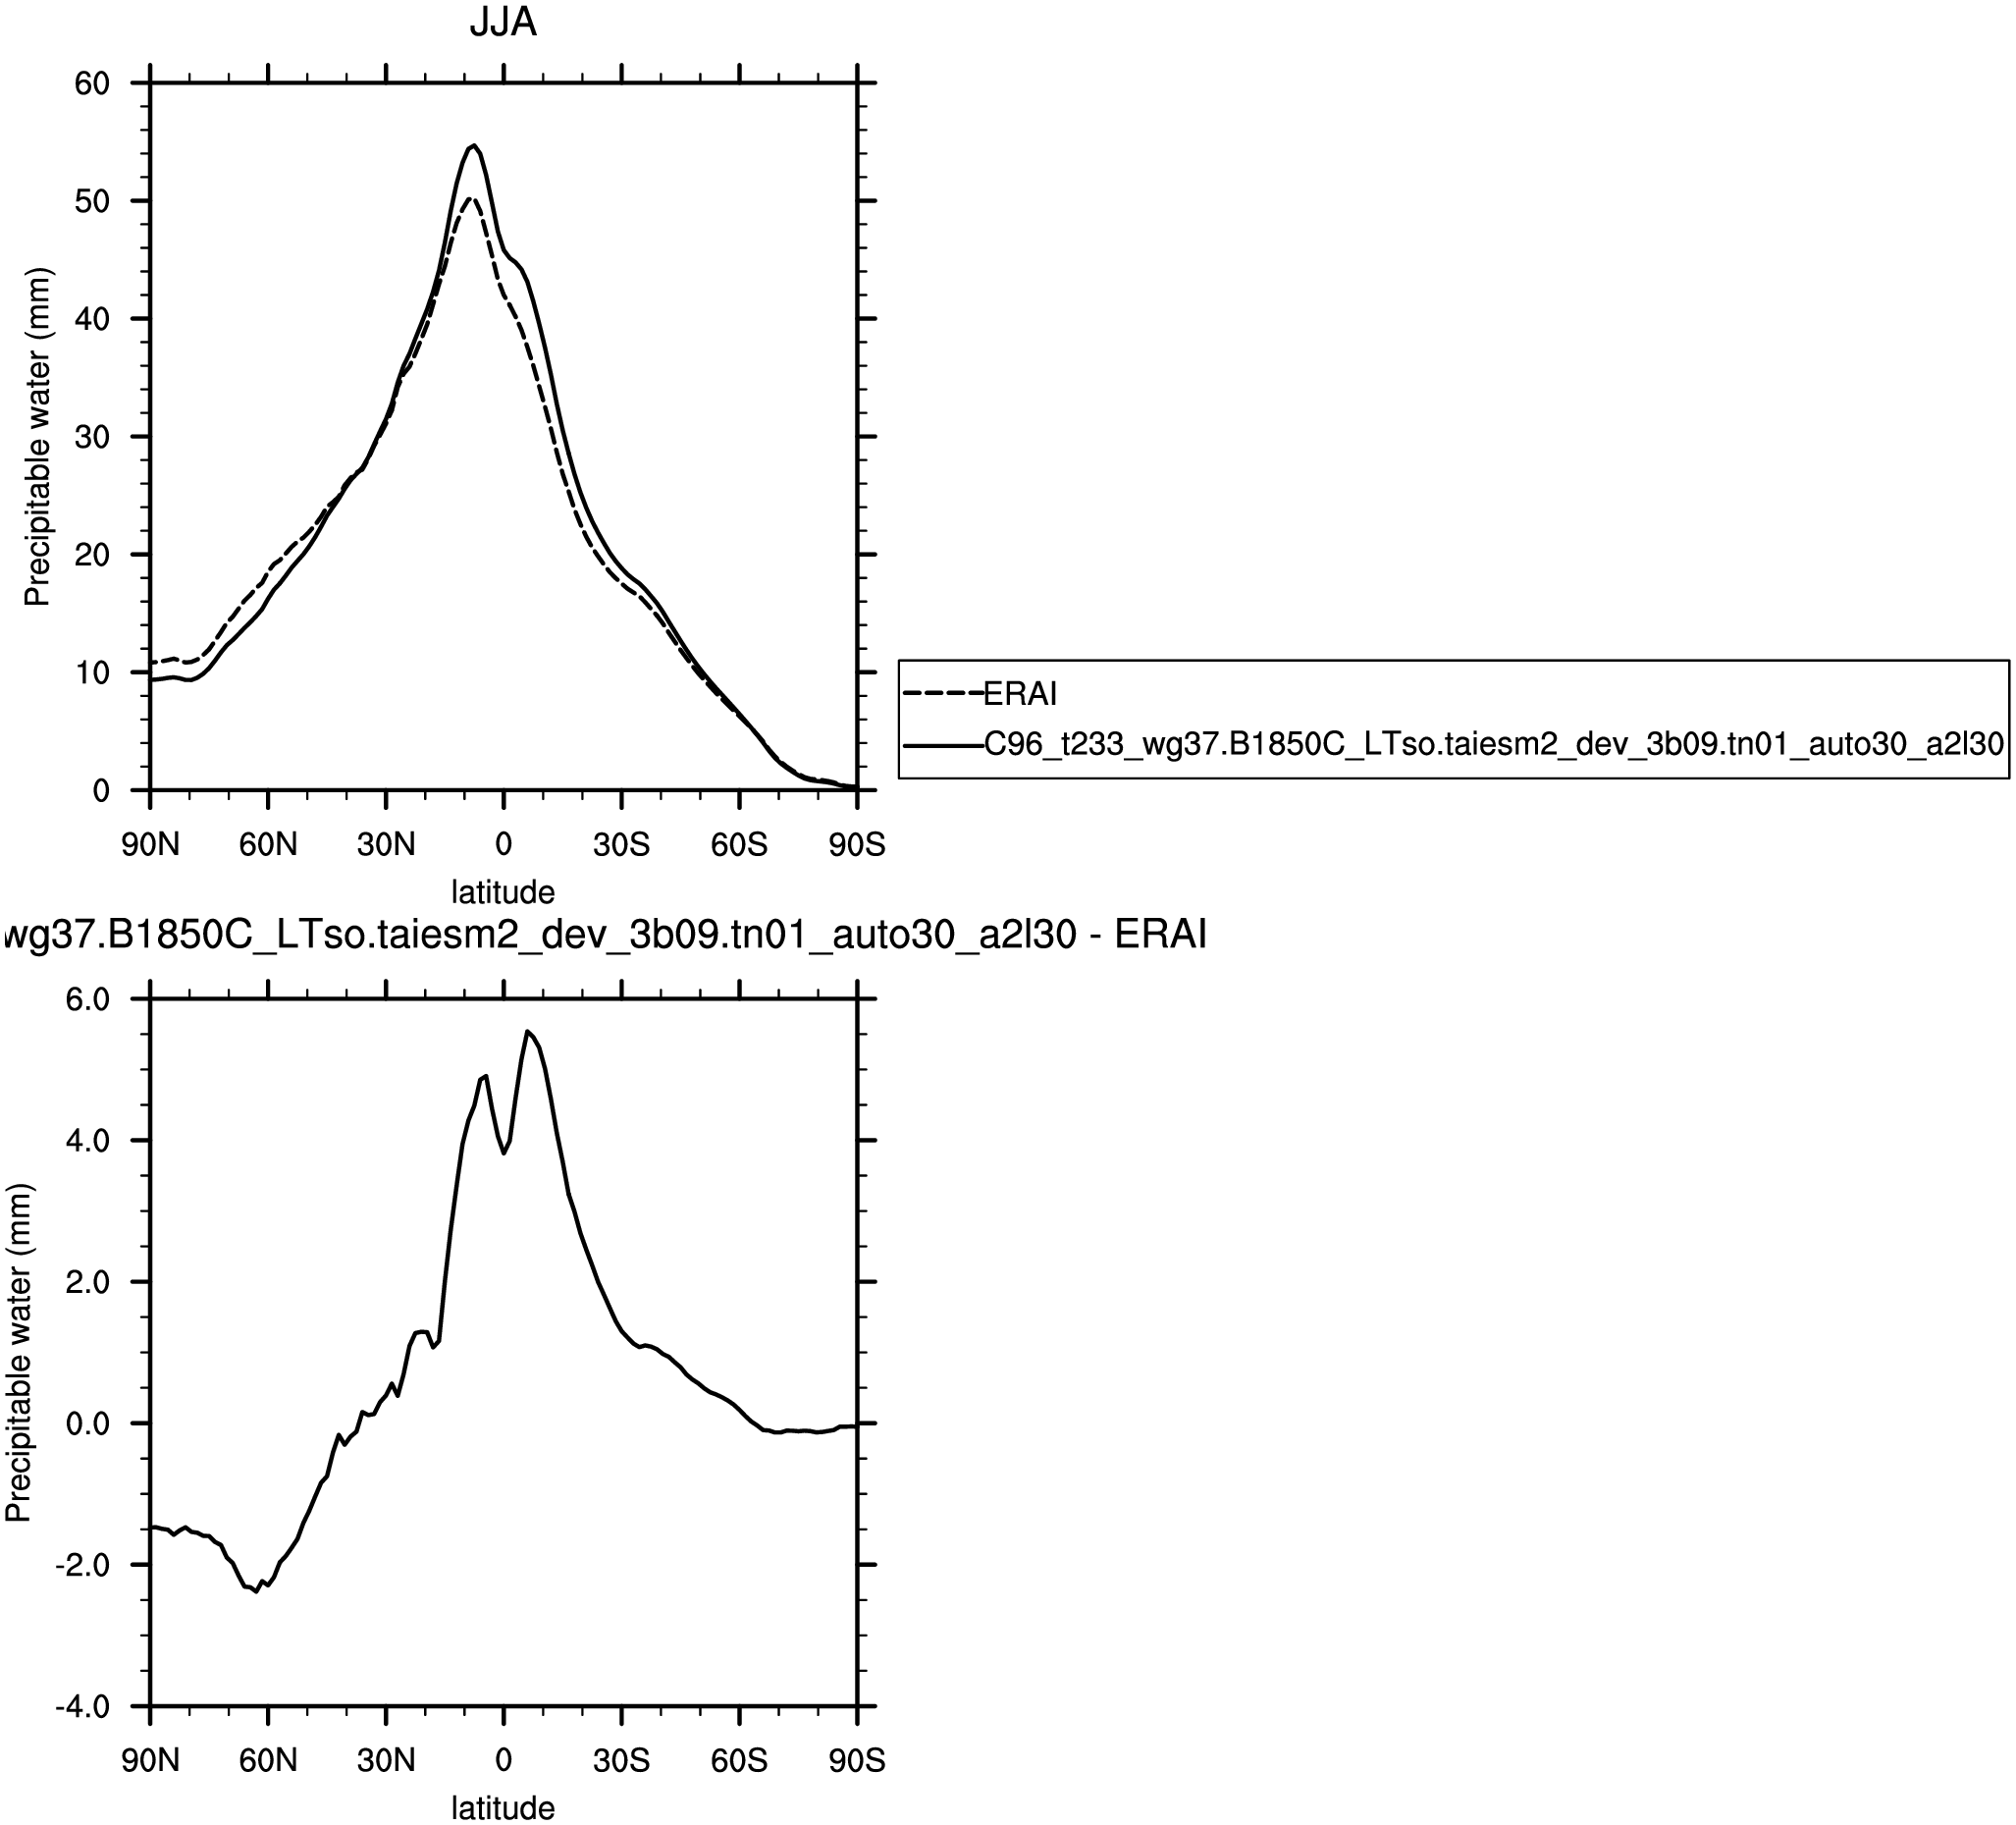 JJA
60
50
40
30
20
10
0
Precipitable water (mm)
90N 60N 30N 0 30S 60S 90S
latitude
ERAI
C96_t233_wg37.B1850C_LTso.taiesm2_dev_3b09.tn01_auto30_a2l30
wg37.B1850C_LTso.taiesm2_dev_3b09.tn01_auto30_a2l30 - ERAI
6.0
4.0
2.0
0.0
-2.0
-4.0
Precipitable water (mm)
90N 60N 30N 0 30S 60S 90S
latitude